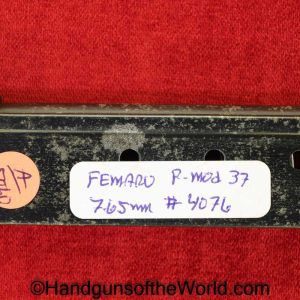 FEMARU P-mod 37
7.65mm # 4076
©HandgunsoftheWorld.com